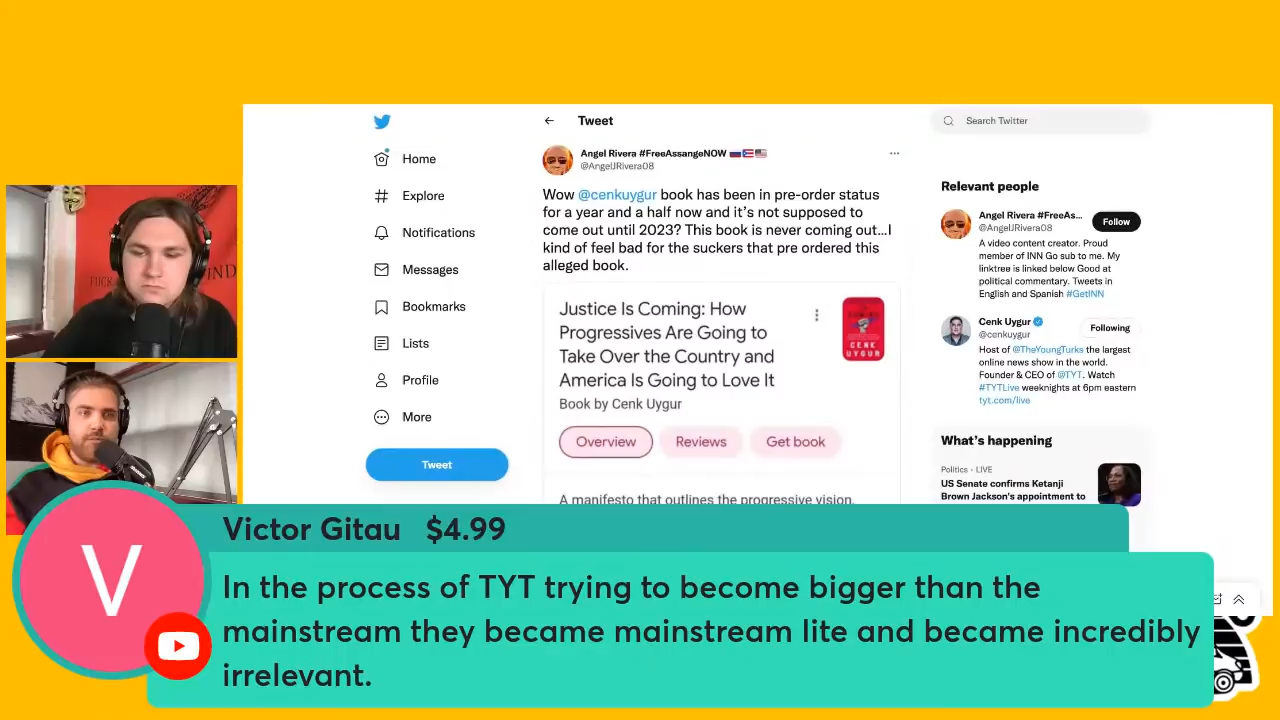 Tweet
Search Twitter
Home
Explore
Notifications
Messages
Bookmarks
Lists
Profile
More
Tweet
Angel Rivera #FreeAssangeNOW
@AngelJRivera08
Wow @cenkuygur book has been in pre-order status
for a year and a half now and it's not supposed to
come out until 2023? This book is never coming out...I
kind of feel bad for the suckers that pre ordered this
alleged book.
Justice Is Coming: How
Progressives Are Going to
Take Over the Country and
America Is Going to Love It
Book by Cenk Uygur
CENK
UYGUR
Overview
Reviews
Get book
A manifesto that outlines the progressive vision,
Relevant people
Angel Rivera #FreeAs...
@AngelJRivera08
Follow
A video content creator. Proud
member of INN Go sub to me. My
linktree is linked below Good at
political commentary. Tweets in
English and Spanish #GetINN
Cenk Uygur
@cenkuygur
Following
Host of @TheYoungTurks the largest
online news show in the world.
Founder & CEO of @TYT. Watch
#TYTLive weeknights at 6pm eastern
tyt.com/live
What's happening
Politics · LIVE
US Senate confirms Ketanji
Brown Jackson's appointment to
V
Victor Gitau $4.99
In the process of TYT trying to become bigger than the
mainstream they became mainstream lite and became incredibly
irrelevant.